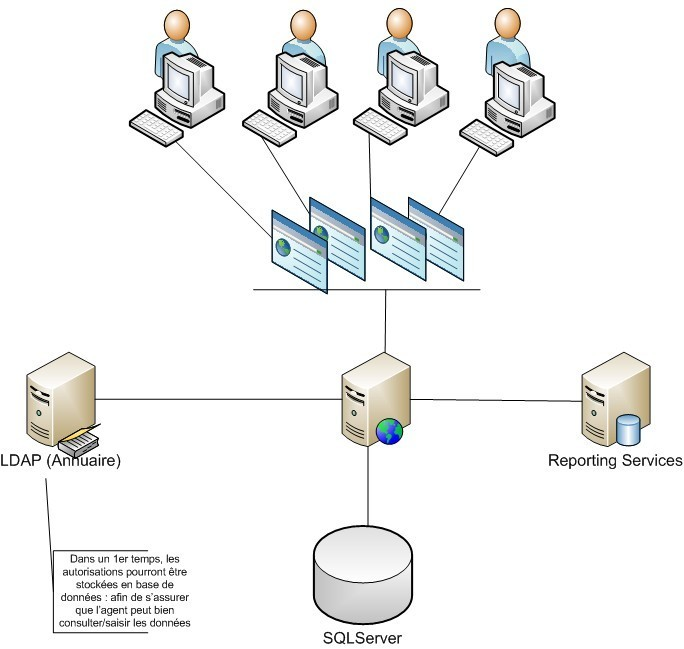 LDAP (Annuaire)
Reporting Services
Dans un 1er temps, les
autorisations pourront être
stockées en base de
données : afin de s’assurer
que l’agent peut bien
consulter/saisir les données
SQLServer